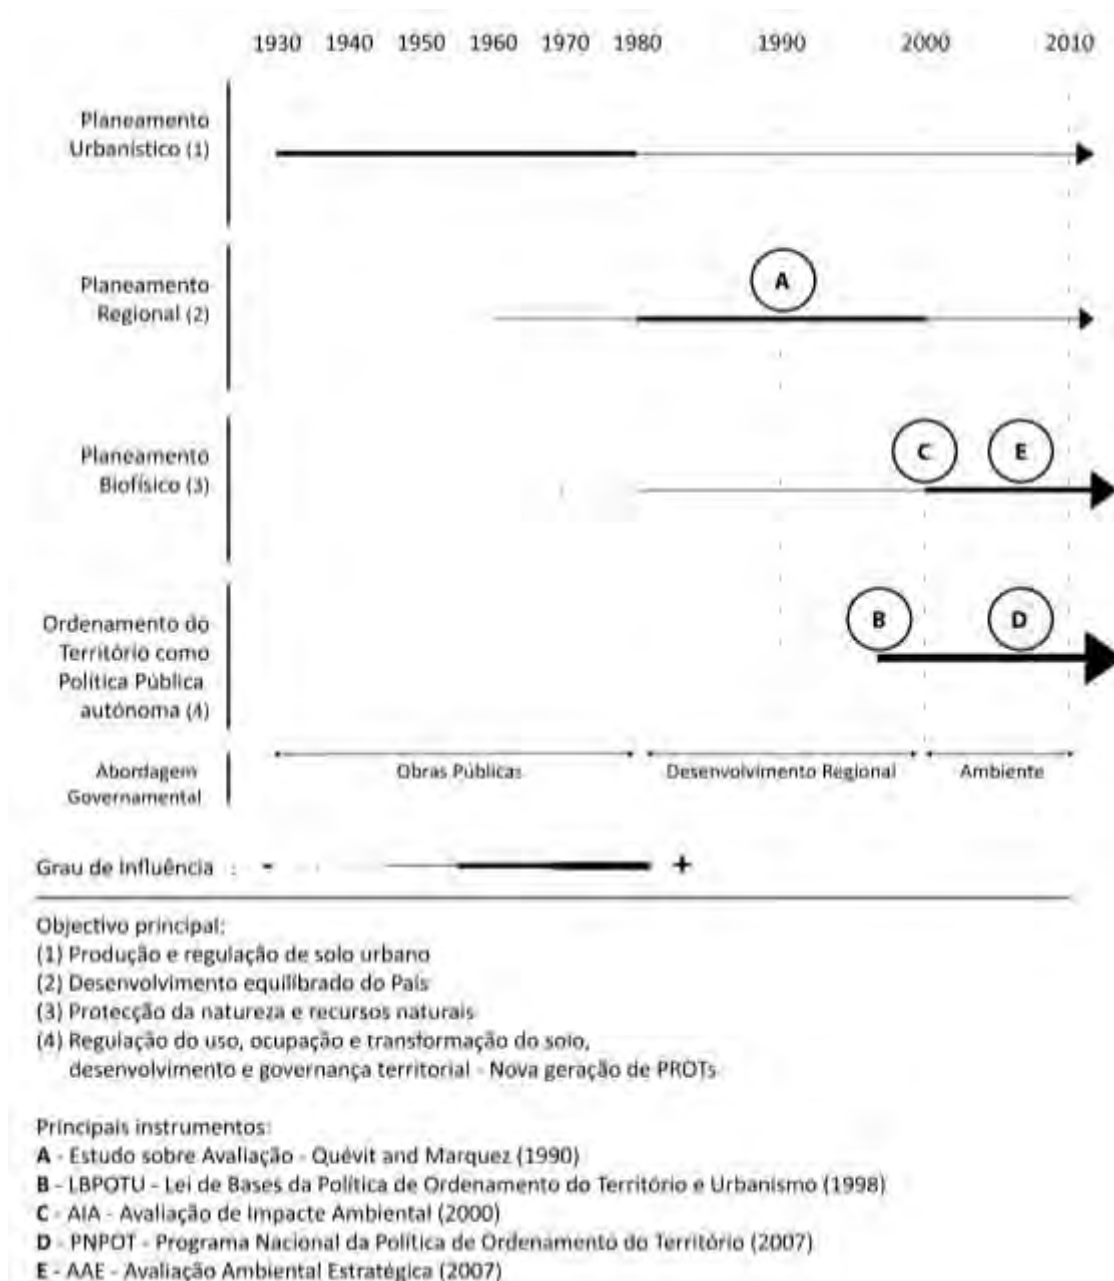 1930 1940 1950 1960 1970 1980 1990 2000 2010
Planeamento
Urbanístico (1)
A
Planeamento
Regional (2)
C E
Planeamento
Biofísico (3)
B D
Ordenamento do
Território como
Política Pública
autónoma (4)
Abordagem
Governamental
Obras Públicas Desenvolvimento Regional Ambiente
Grau de Influência : - +
Objectivo principal:
(1) Produção e regulação de solo urbano
(2) Desenvolvimento equilibrado do País
(3) Protecção da natureza e recursos naturais
(4) Regulação do uso, ocupação e transformação do solo,
desenvolvimento e governança territorial - Nova geração de PROTs
Principais instrumentos:
A - Estudo sobre Avaliação - Quévit and Marquez (1990)
B - LBPOTU - Lei de Bases da Política de Ordenamento do Território e Urbanismo (1998)
C - AIA - Avaliação de Impacte Ambiental (2000)
D - PNPOT - Programa Nacional da Política de Ordenamento do Território (2007)
E - AAE - Avaliação Ambiental Estratégica (2007)